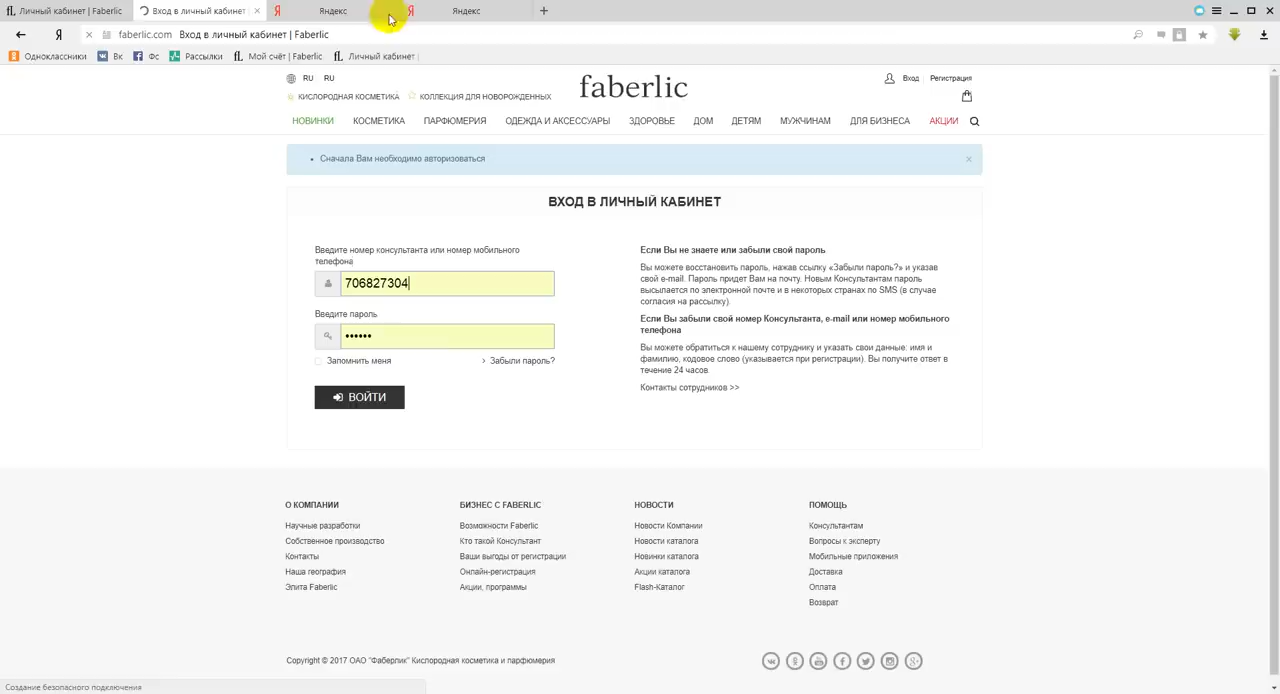 Личный кабинет | Faberlic
Вход в личный кабинет
Яндекс
Яндекс
faberlic.com Вход в личный кабинет | Faberlic
Одноклассники Вк Фс Рассылки Мой счёт | Faberlic Личный кабинет |
RU RU
Вход Регистрация
КИСЛОРОДНАЯ КОСМЕТИКА КОЛЛЕКЦИЯ ДЛЯ НОВОРОЖДЕННЫХ
faberlic
НОВИНКИ КОСМЕТИКА ПАРФЮМЕРИЯ ОДЕЖДА И АКСЕССУАРЫ ЗДОРОВЬЕ ДОМ ДЕТЯМ МУЖЧИНАМ ДЛЯ БИЗНЕСА АКЦИИ
Сначала Вам необходимо авторизоваться
ВХОД В ЛИЧНЫЙ КАБИНЕТ
Введите номер консультанта или номер мобильного
телефона
706827304
Введите пароль
••••••
Запомнить меня
› Забыли пароль?
ВОЙТИ
Если Вы не знаете или забыли свой пароль
Вы можете восстановить пароль, нажав ссылку «Забыли пароль?» и указав
свой e-mail. Пароль придет Вам на почту. Новым Консультантам пароль
высылается по электронной почте и в некоторых странах по SMS (в случае
согласия на рассылку).
Если Вы забыли свой номер Консультанта, e-mail или номер мобильного
телефона
Вы можете обратиться к нашему сотруднику и указать свои данные: имя и
фамилию, кодовое слово (указывается при регистрации). Вы получите ответ в
течение 24 часов.
Контакты сотрудников >>
О КОМПАНИИ
Научные разработки
Собственное производство
Контакты
Наша география
Элита Faberlic
БИЗНЕС С FABERLIC
Возможности Faberlic
Кто такой Консультант
Ваши выгоды от регистрации
Онлайн-регистрация
Акции, программы
НОВОСТИ
Новости Компании
Новости каталога
Новинки каталога
Акции каталога
Flash-Каталог
ПОМОЩЬ
Консультантам
Вопросы к эксперту
Мобильные приложения
Доставка
Оплата
Возврат
Copyright © 2017 ОАО "Фаберлик" Кислородная косметика и парфюмерия
Создание безопасного подключения